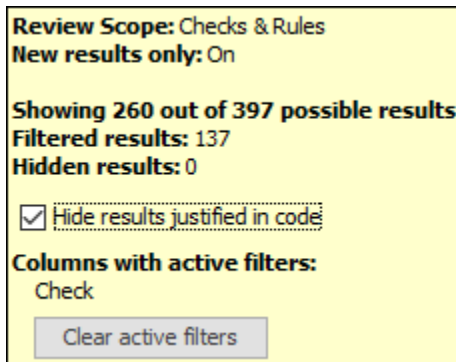 Review Scope: Checks & Rules
New results only: On
Showing 260 out of 397 possible results
Filtered results: 137
Hidden results: 0
Hide results justified in code
Columns with active filters:
Check
Clear active filters